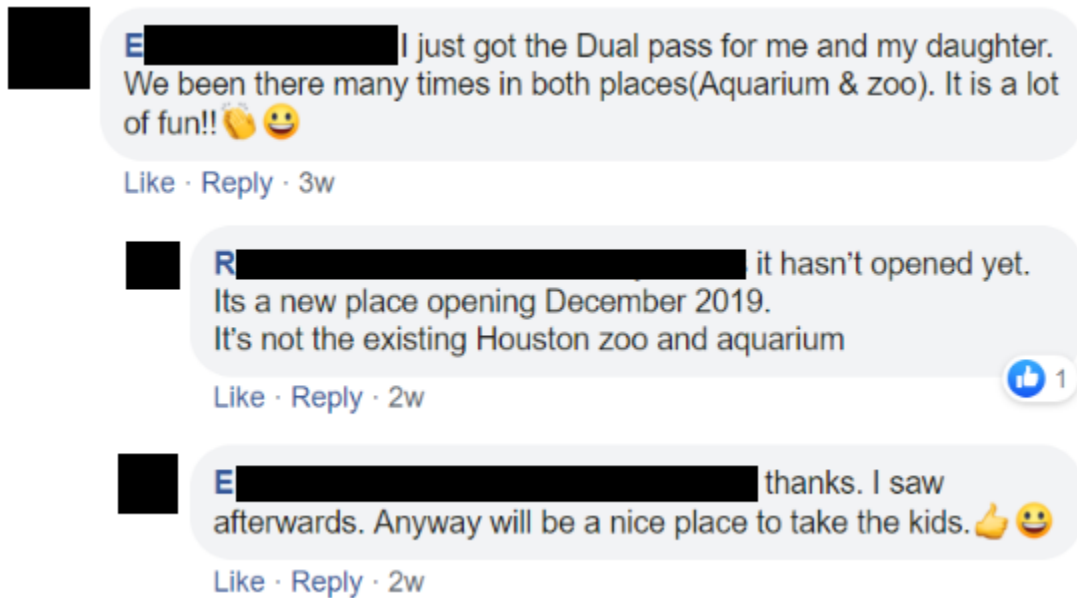 E I just got the Dual pass for me and my daughter.
We been there many times in both places(Aquarium & zoo). It is a lot
of fun!!👏😀
Like · Reply · 3w
R it hasn't opened yet.
Its a new place opening December 2019.
It's not the existing Houston zoo and aquarium
1
Like · Reply · 2w
E thanks. I saw
afterwards. Anyway will be a nice place to take the kids.👍😀
Like · Reply · 2w